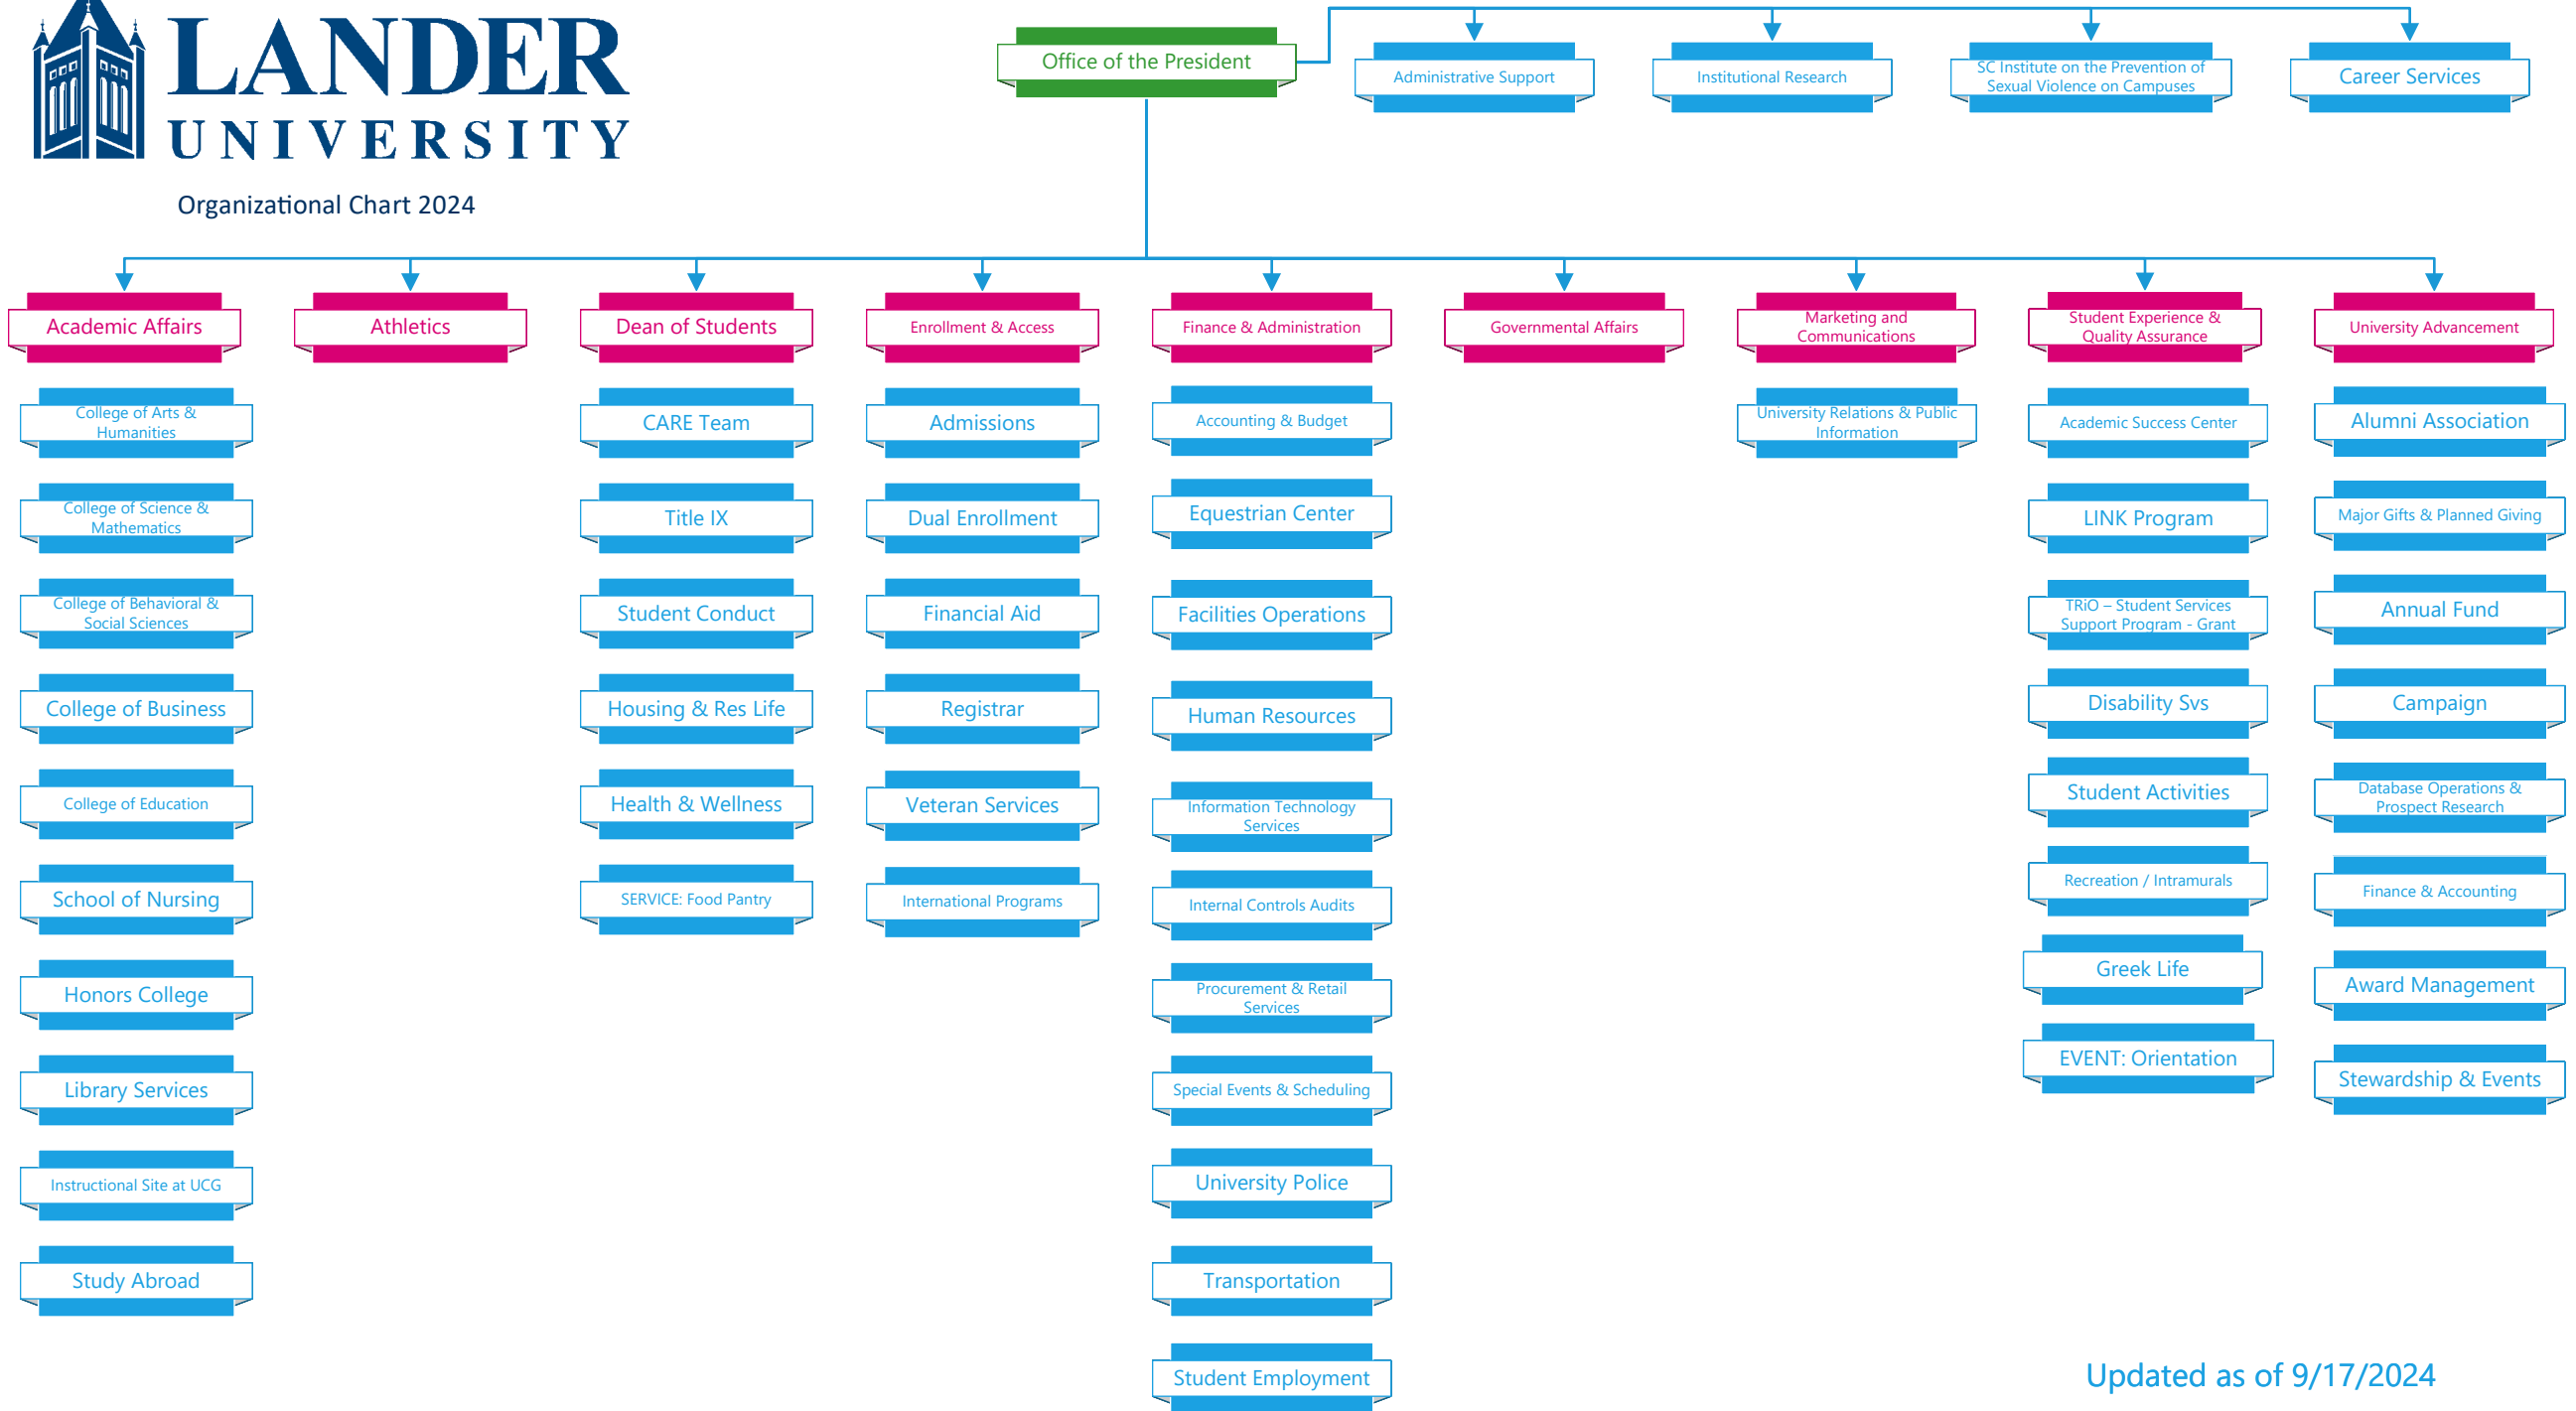 LANDER
UNIVERSITY
Organizational Chart 2024
Office of the President
Administrative Support
Institutional Research
SC Institute on the Prevention of
Sexual Violence on Campuses
Career Services
Academic Affairs
Athletics
Dean of Students
Enrollment & Access
Finance & Administration
Governmental Affairs
Marketing and
Communications
Student Experience &
Quality Assurance
University Advancement
College of Arts &
Humanities
College of Science &
Mathematics
College of Behavioral &
Social Sciences
College of Business
College of Education
School of Nursing
Honors College
Library Services
Instructional Site at UCG
Study Abroad
CARE Team
Title IX
Student Conduct
Housing & Res Life
Health & Wellness
SERVICE: Food Pantry
Admissions
Dual Enrollment
Financial Aid
Registrar
Veteran Services
International Programs
Accounting & Budget
Equestrian Center
Facilities Operations
Human Resources
Information Technology
Services
Internal Controls Audits
Procurement & Retail
Services
Special Events & Scheduling
University Police
Transportation
Student Employment
University Relations & Public
Information
Academic Success Center
LINK Program
TRiO – Student Services
Support Program - Grant
Disability Svs
Student Activities
Recreation / Intramurals
Greek Life
EVENT: Orientation
Alumni Association
Major Gifts & Planned Giving
Annual Fund
Campaign
Database Operations &
Prospect Research
Finance & Accounting
Award Management
Stewardship & Events
Updated as of 9/17/2024